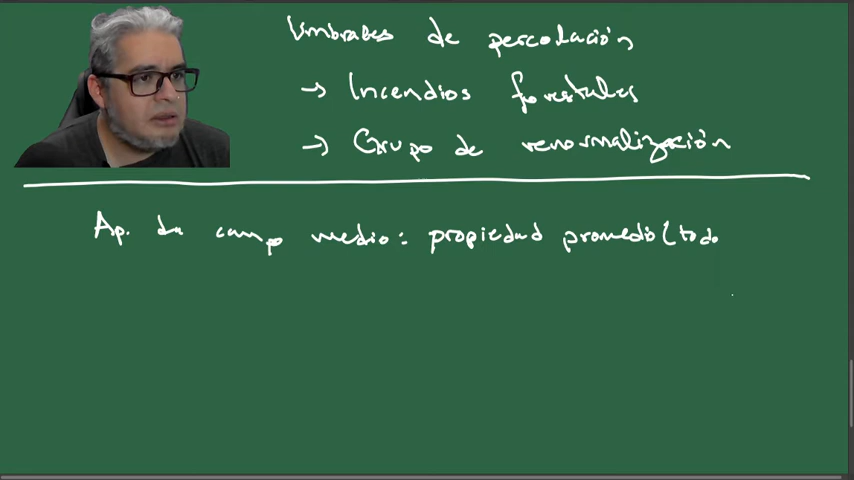 Umbrales de percolación
→ Incendios forestales
→ Grupo de renormalización
Ap. de campo medio: propiedad promedio (todo